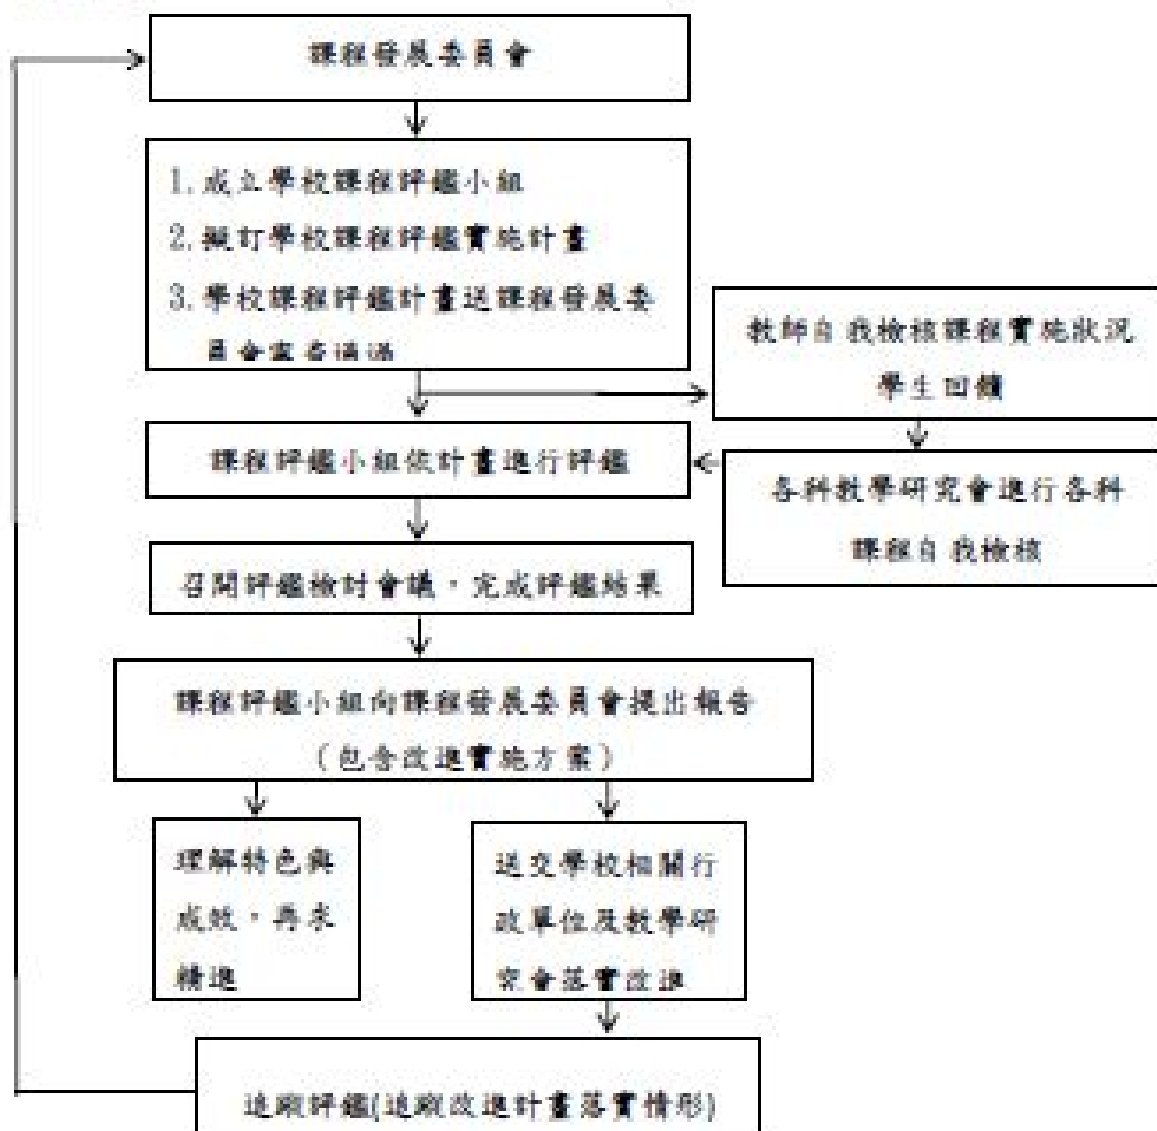 課程發展委員會
1. 成立學校課程評鑑小組
2. 擬訂學校課程評鑑實施計畫
3. 學校課程評鑑計畫送課程發展委
員會審查通過
教師自我檢核課程實施狀況
學生回饋
課程評鑑小組依計畫進行評鑑
各科教學研究會進行各科
課程自我檢核
召開評鑑檢討會議，完成評鑑結果
課程評鑑小組向課程發展委員會提出報告
（包含改進實施方案）
理解特色與
成效，再求
精進
送交學校相關行
政單位及教學研
究會落實改進
追蹤評鑑(追蹤改進計畫落實情形)